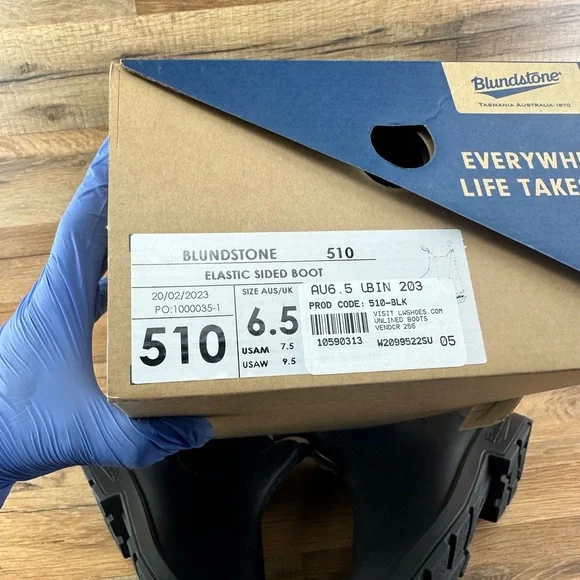 Blundstone
TASMANIA AUSTRALIA 1870
EVERYWH
LIFE TAKES
BLUNDSTONE 510
ELASTIC SIDED BOOT
20/02/2023
PO:1000035-1
510
SIZE AUS/UK
6.5
USAM 7.5
USAW 9.5
AU6.5 LBIN 203
PROD CODE: 510-BLK
VISIT LWSHOES.COM
UNLINED BOOTS
VENDCR 255
10590313 W2099522SU 05